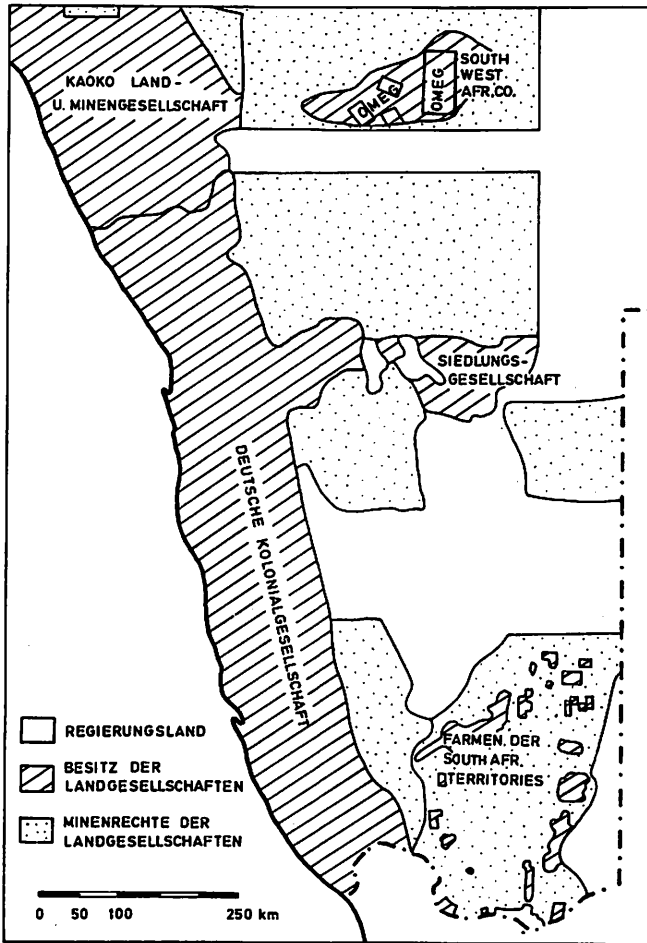 KAOKO LAND -
U. MINENGESELLSCHAFT
OMEG
OMEG
SOUTH
WEST
AFR. CO.
SIEDLUNGS-
GESELLSCHAFT
DEUTSCHE KOLONIALGESELLSCHAFT
FARMEN. DER
SOUTH AFR.
TERRITORIES
REGIERUNGSLAND
BESITZ DER
LANDGESELLSCHAFTEN
MINENRECHTE DER
LANDGESELLSCHAFTEN
0 50 100 250 km